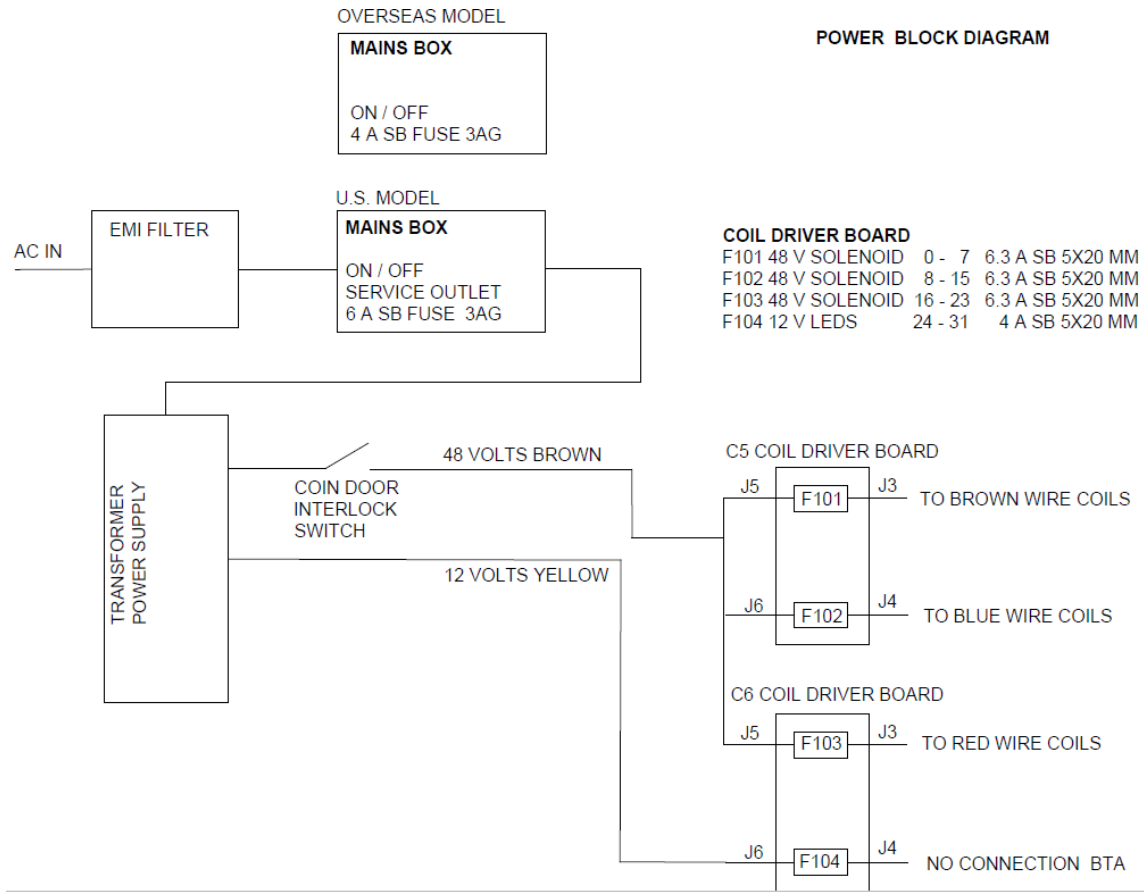 OVERSEAS MODEL
POWER BLOCK DIAGRAM
MAINS BOX
ON / OFF
4 A SB FUSE 3AG
U.S. MODEL
AC IN
EMI FILTER
MAINS BOX
ON / OFF
SERVICE OUTLET
6 A SB FUSE 3AG
COIL DRIVER BOARD
F101 48 V SOLENOID 0 - 7 6.3 A SB 5X20 MM
F102 48 V SOLENOID 8 - 15 6.3 A SB 5X20 MM
F103 48 V SOLENOID 16 - 23 6.3 A SB 5X20 MM
F104 12 V LEDS 24 - 31 4 A SB 5X20 MM
TRANSFORMER
POWER SUPPLY
COIN DOOR
INTERLOCK
SWITCH
48 VOLTS BROWN
12 VOLTS YELLOW
C5 COIL DRIVER BOARD
J5 F101 J3 TO BROWN WIRE COILS
J6 F102 J4 TO BLUE WIRE COILS
C6 COIL DRIVER BOARD
J5 F103 J3 TO RED WIRE COILS
J6 F104 J4 NO CONNECTION BTA